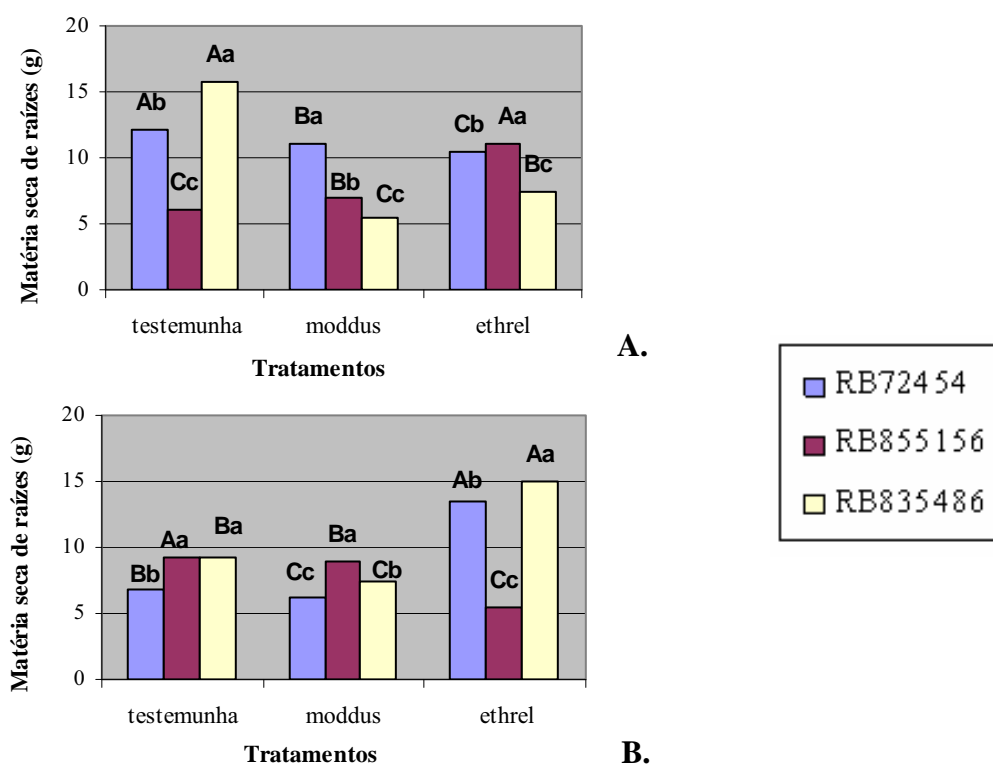 Matéria seca de raízes (g)
20
15
10
5
0
Ab
Cc
Aa
Ba
Bb
Cc
Cb
Aa
Bc
testemunha
moddus
ethrel
Tratamentos
A.
RB72454
RB855156
RB835486
Matéria seca de raízes (g)
20
15
10
5
0
Bb
Aa
Ba
Cc
Ba
Cb
Ab
Cc
Aa
testemunha
moddus
ethrel
Tratamentos
B.